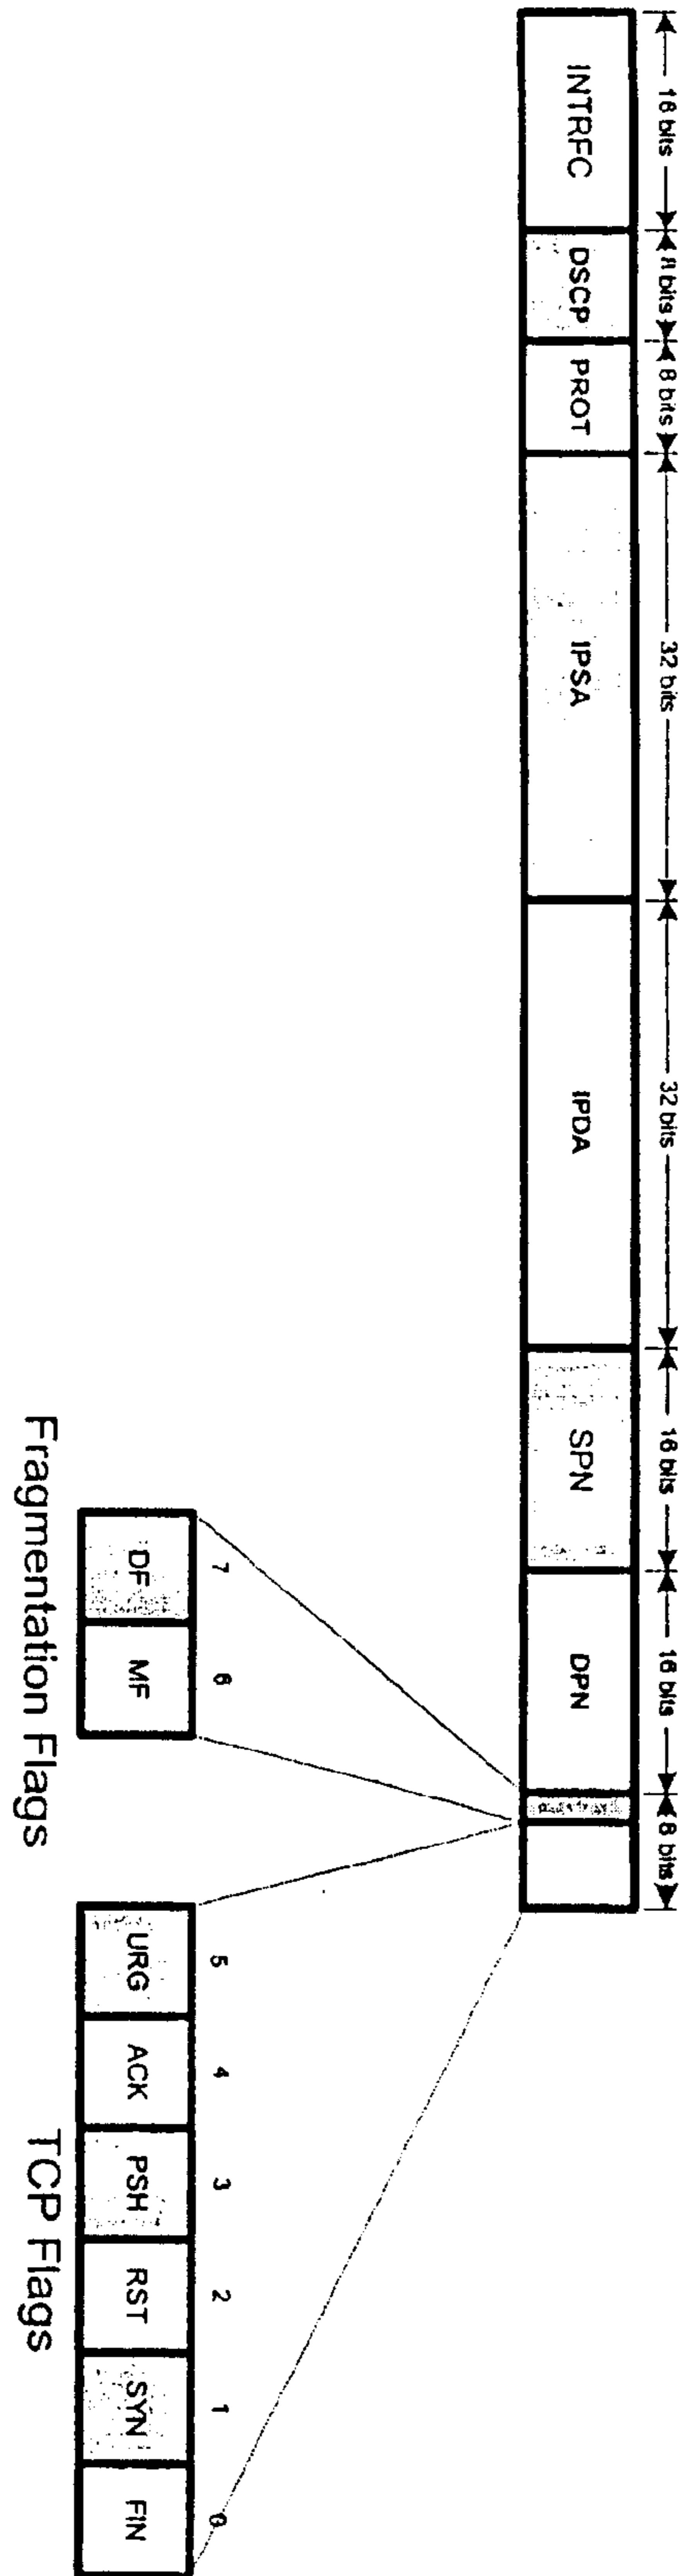 16 bits
8 bits
8 bits
32 bits
32 bits
16 bits
16 bits
8 bits
INTRFC
DSCP
PROT
IPSA
IPDA
SPN
DPN
7
6
5
4
3
2
1
0
DF
MF
URG
ACK
PSH
RST
SYN
FIN
Fragmentation Flags
TCP Flags